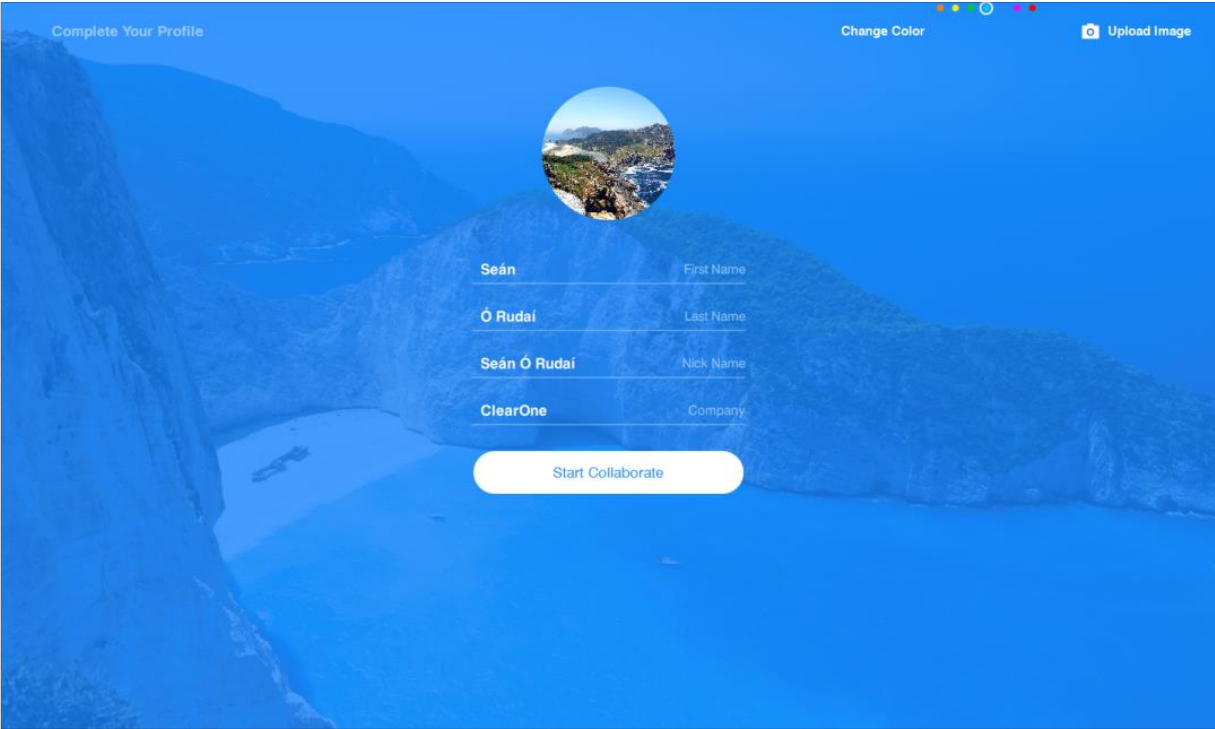 Complete Your Profile
Change Color
Upload Image
Seán First Name
Ó Rudaí Last Name
Seán Ó Rudaí Nick Name
ClearOne Company
Start Collaborate